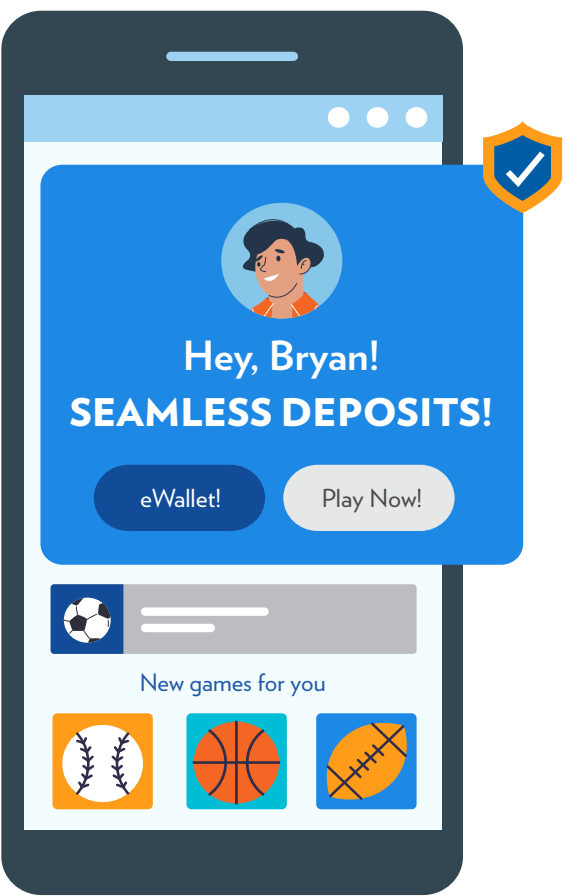 Hey, Bryan!
SEAMLESS DEPOSITS!
eWallet!
Play Now!
New games for you